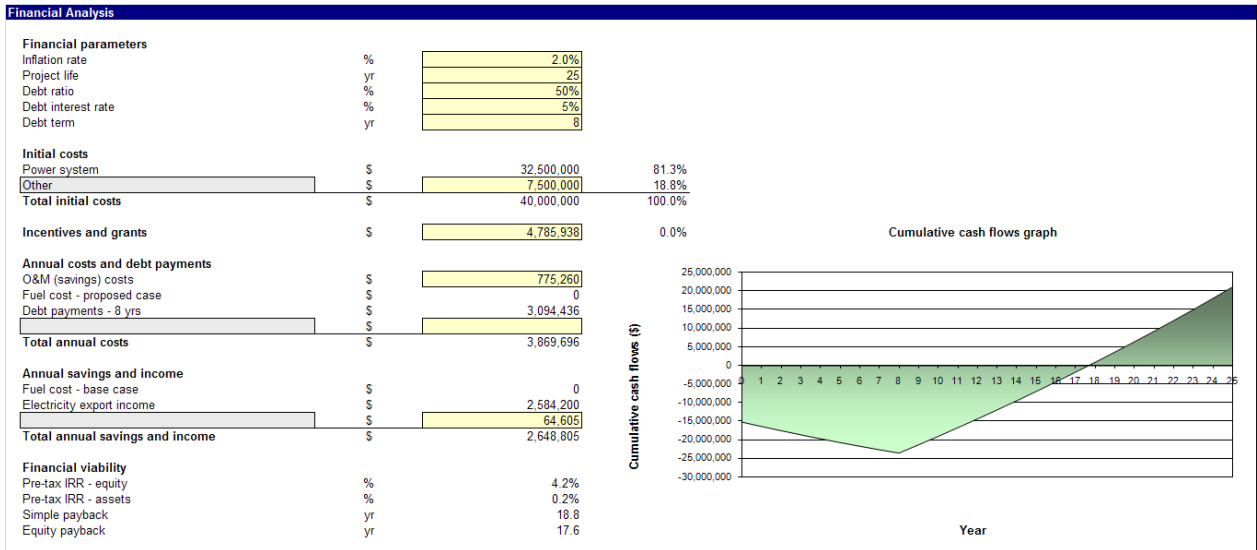 Financial Analysis
Financial parameters
Inflation rate % 2.0%
Project life yr 25
Debt ratio % 50%
Debt interest rate % 5%
Debt term yr 8
Initial costs
Power system $ 32,500,000 81.3%
Other $ 7,500,000 18.8%
Total initial costs $ 40,000,000 100.0%
Incentives and grants $ 4,785,938 0.0%
Annual costs and debt payments
O&M (savings) costs $ 775,260
Fuel cost - proposed case $ 0
Debt payments - 8 yrs $ 3,094,436
$
Total annual costs $ 3,869,696
Annual savings and income
Fuel cost - base case $ 0
Electricity export income $ 2,584,200
$ 64,605
Total annual savings and income $ 2,648,805
Financial viability
Pre-tax IRR - equity % 4.2%
Pre-tax IRR - assets % 0.2%
Simple payback yr 18.8
Equity payback yr 17.6
Cumulative cash flows graph
Cumulative cash flows ($)
25,000,000
20,000,000
15,000,000
10,000,000
5,000,000
0
-5,000,000
-10,000,000
-15,000,000
-20,000,000
-25,000,000
-30,000,000
0 1 2 3 4 5 6 7 8 9 10 11 12 13 14 15 16 17 18 19 20 21 22 23 24 25
Year